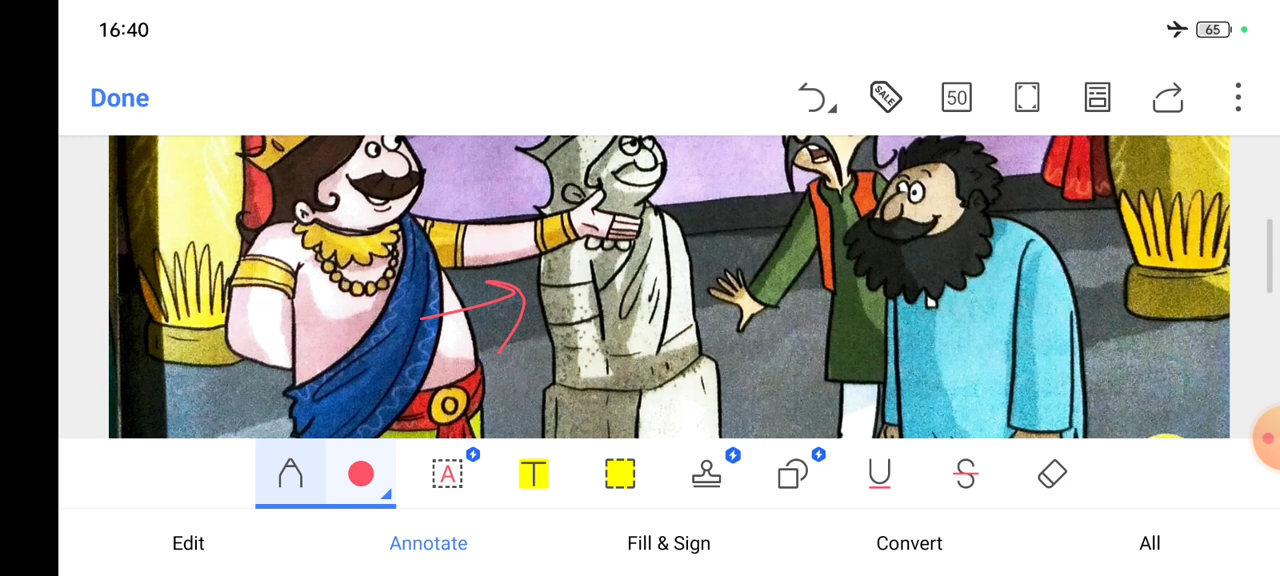 16:40
65
Done
SALE
50
A
T
U
S
Edit
Annotate
Fill & Sign
Convert
All